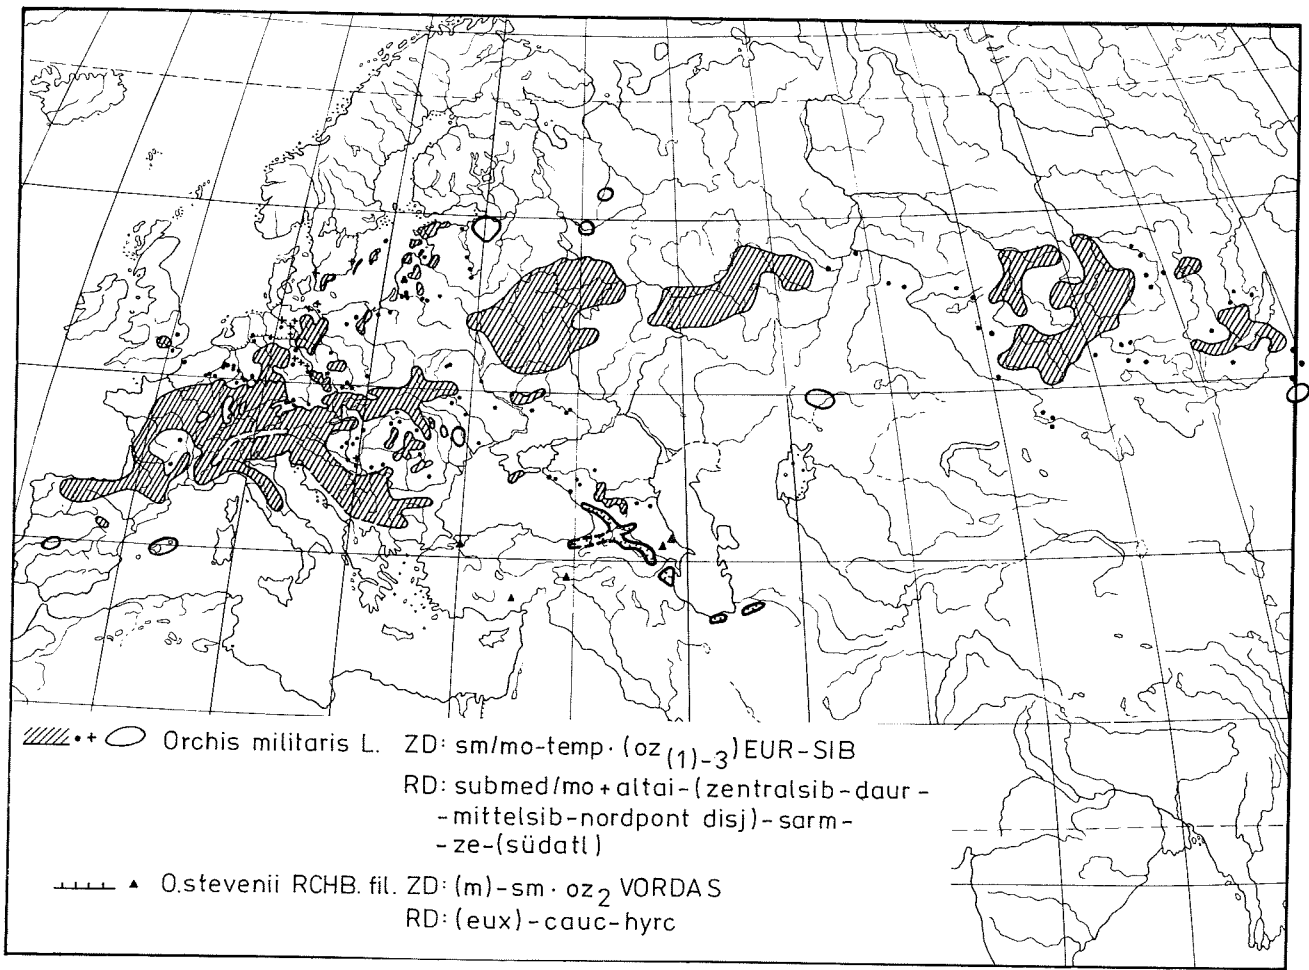 Orchis militaris L. ZD: sm/mo-temp·(oz(1)-3)EUR-SIB
RD: submed/mo+altai-(zentralsib-daur-
-mittelsib-nordpont disj)-sarm-
-ze-(südatl)
O.stevenii RCHB. fil. ZD: (m)-sm·oz2 VORDAS
RD: (eux)-cauc-hyrc